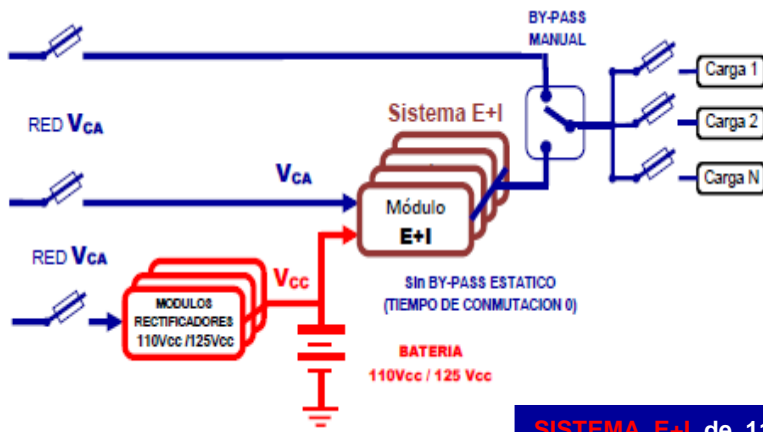 BY-PASS
MANUAL
Carga 1
RED VCA
Sistema E+I
Carga 2
VCA
Módulo
E+I
Carga N
RED VCA
VCC
SIn BY-PASS ESTATICO
(TIEMPO DE CONMUTACION 0)
MODULOS
RECTIFICADORES
110Vcc /125Vcc
BATERIA
110Vcc / 125 Vcc
SISTEMA E+I de 11